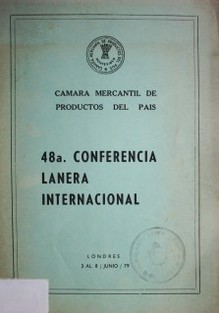 CAMARA MERCANTIL DE
PRODUCTOS DEL PAIS
48a. CONFERENCIA
LANERA
INTERNACIONAL
LONDRES
3 AL 8 / JUNIO / 79